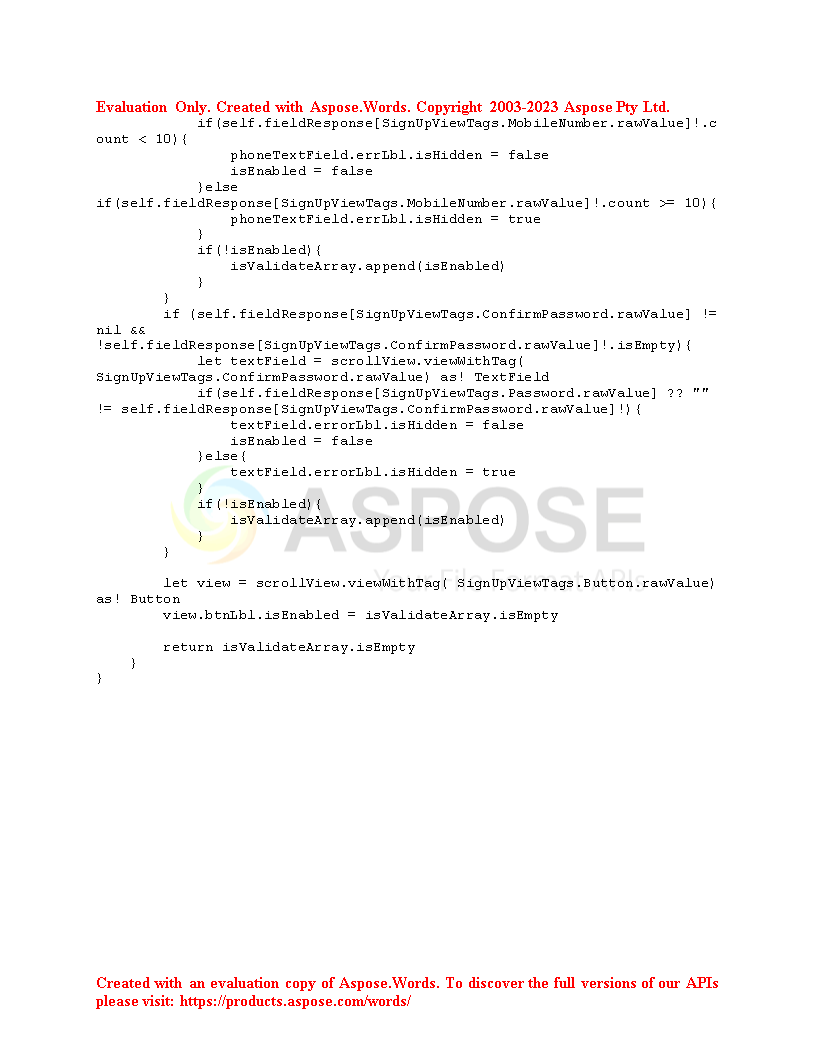 Evaluation Only. Created with Aspose.Words. Copyright 2003-2023 Aspose Pty Ltd.
            if(self.fieldResponse[SignUpViewTags.MobileNumber.rawValue]!.c
ount < 10){
                phoneTextField.errLbl.isHidden = false
                isEnabled = false
            }else
if(self.fieldResponse[SignUpViewTags.MobileNumber.rawValue]!.count >= 10){
                phoneTextField.errLbl.isHidden = true
            }
            if(!isEnabled){
                isValidateArray.append(isEnabled)
            }
        }
        if (self.fieldResponse[SignUpViewTags.ConfirmPassword.rawValue] !=
nil &&
!self.fieldResponse[SignUpViewTags.ConfirmPassword.rawValue]!.isEmpty){
            let textField = scrollView.viewWithTag(
SignUpViewTags.ConfirmPassword.rawValue) as! TextField
            if(self.fieldResponse[SignUpViewTags.Password.rawValue] ?? ""
!= self.fieldResponse[SignUpViewTags.ConfirmPassword.rawValue]!){
                textField.errorLbl.isHidden = false
                isEnabled = false
            }else{
                textField.errorLbl.isHidden = true
            }
            if(!isEnabled){
                isValidateArray.append(isEnabled)
            }
        }
ASPOSE
Your File Format APIs
        let view = scrollView.viewWithTag( SignUpViewTags.Button.rawValue)
as! Button
        view.btnLbl.isEnabled = isValidateArray.isEmpty
        return isValidateArray.isEmpty
    }
}
Created with an evaluation copy of Aspose.Words. To discover the full versions of our APIs
please visit: https://products.aspose.com/words/